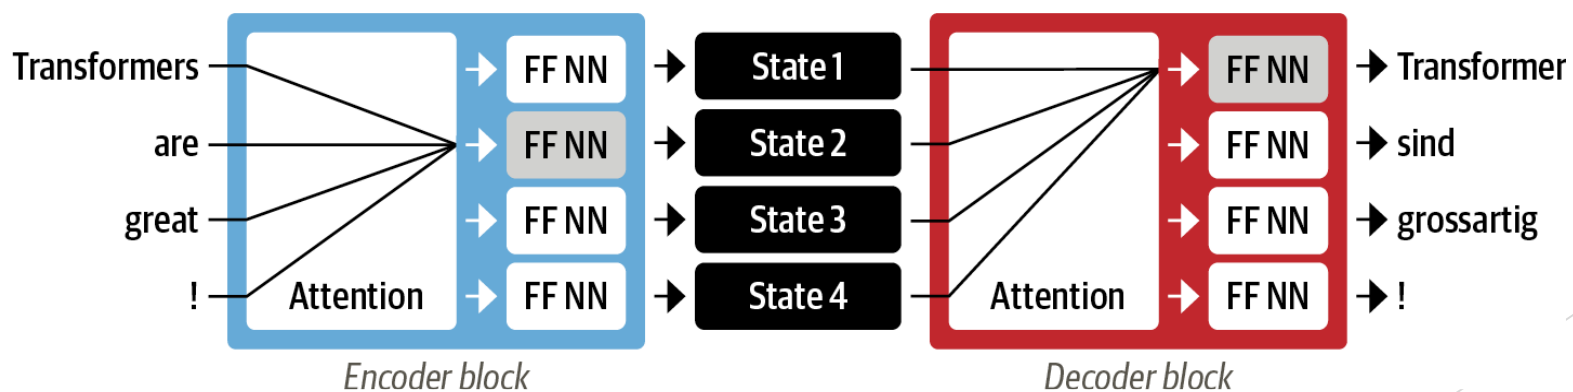 Transformers FF NN State 1 FF NN Transformer
are FF NN State 2 FF NN sind
great FF NN State 3 FF NN grossartig
! Attention FF NN State 4 Attention FF NN !
Encoder block Decoder block